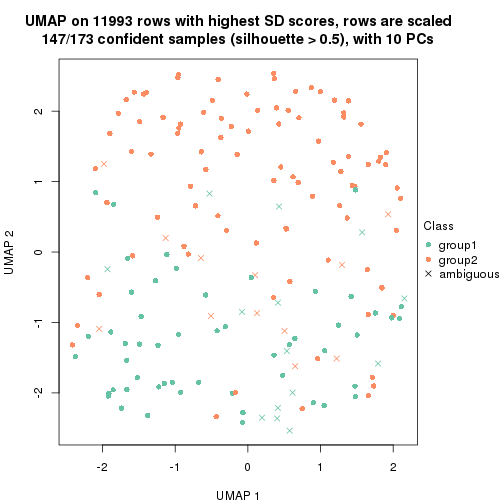 UMAP on 11993 rows with highest SD scores, rows are scaled
147/173 confident samples (silhouette > 0.5), with 10 PCs
2
1
0
-1
-2
UMAP 2
-2
-1
0
1
2
UMAP 1
Class
group1
group2
ambiguous